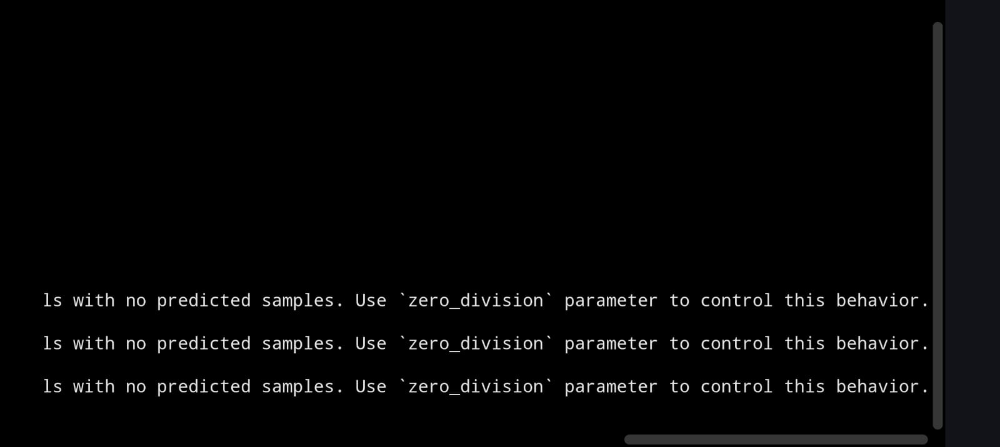 ls with no predicted samples. Use `zero_division` parameter to control this behavior.
ls with no predicted samples. Use `zero_division` parameter to control this behavior.
ls with no predicted samples. Use `zero_division` parameter to control this behavior.